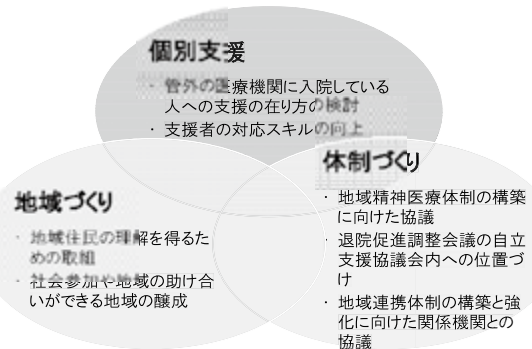 個別支援
・ 管外の医療機関に入院している
人への支援の在り方の検討
・ 支援者の対応スキルの向上
体制づくり
・ 地域精神医療体制の構築
に向けた協議
・ 退院促進調整会議の自立
支援協議会内への位置づ
け
・ 地域連携体制の構築と強
化に向けた関係機関との
協議
地域づくり
・ 地域住民の理解を得るた
めの取組
・ 社会参加や地域の助け合
いができる地域の醸成